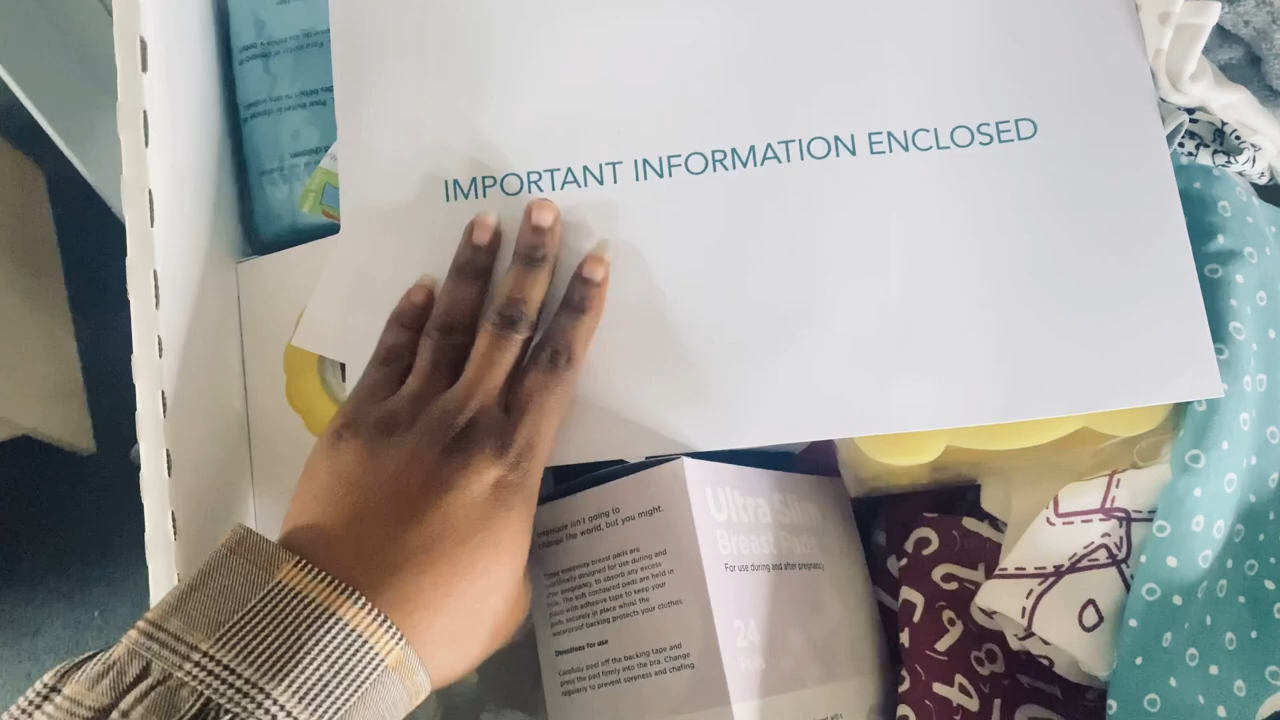 IMPORTANT INFORMATION ENCLOSED
isn't going to
change the world, but you might.
These maternity breast pads are
specifically designed for use during and
after pregnancy, to absorb any excess
The soft contoured pads are held in
place with adhesive tape to keep your
pads securely in place whilst the
waterproof backing protects your clothes
Directions for use
Carefully peel off the backing tape and
press the pad firmly into the bra. Change
regularly to prevent soreness and chafing
Ultra Slim
Breast Pads
For use during and after pregnancy
24
Pads